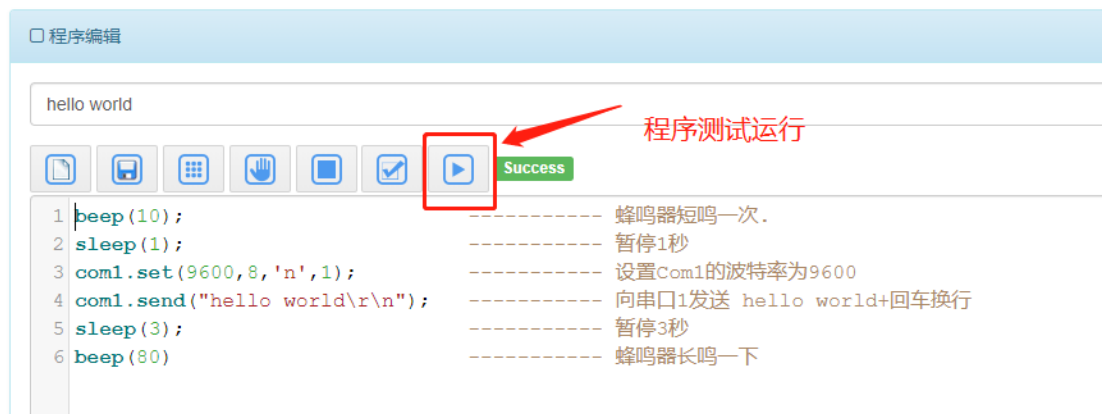 程序编辑
hello world
程序测试运行
Success
1 beep(10); ----------- 蜂鸣器短鸣一次.
2 sleep(1); ----------- 暂停1秒
3 com1.set(9600,8,'n',1); ----------- 设置Com1的波特率为9600
4 com1.send("hello world\r\n"); ----------- 向串口1发送 hello world+回车换行
5 sleep(3); ----------- 暂停3秒
6 beep(80) ----------- 蜂鸣器长鸣一下